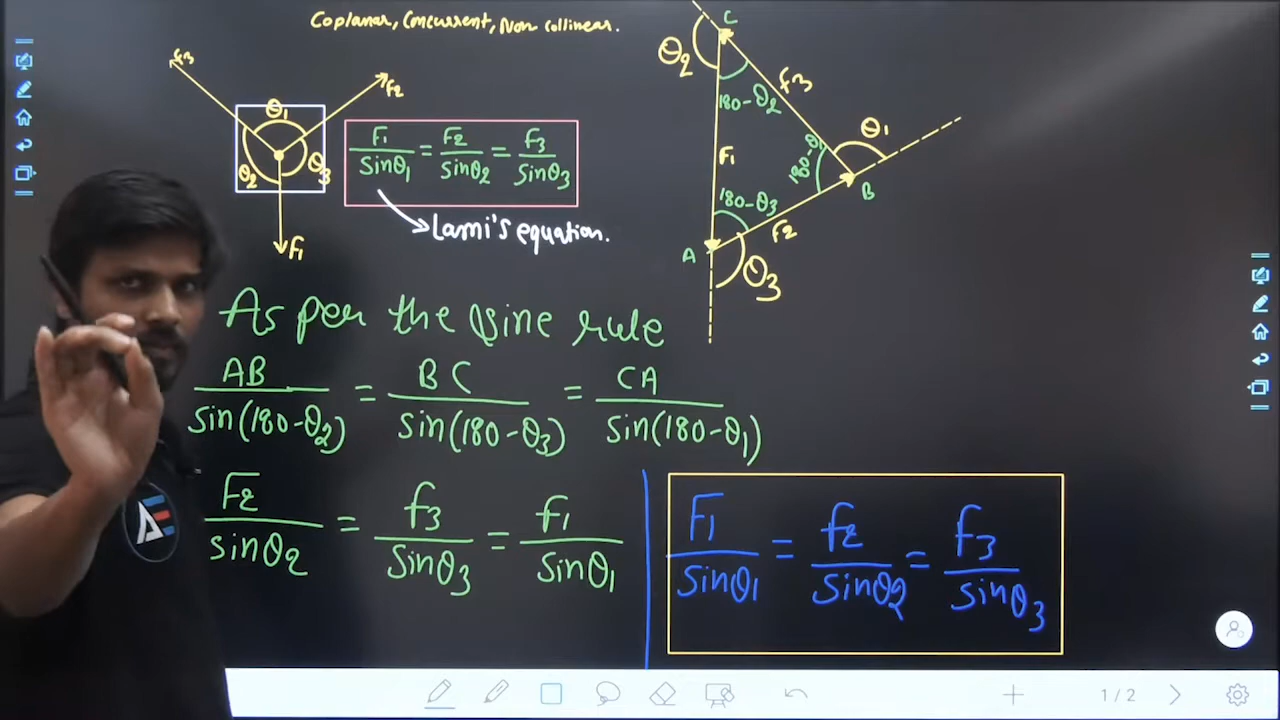 Coplanar, Concurrent, Non collinear.
f3
f2
θ1
θ2
θ3
F1
F1/sinθ1 = F2/sinθ2 = f3/sinθ3
Lami's equation.
C
θ2
180-θ2
f3
θ1
F1
180-θ
B
180-θ3
F2
A
θ3
As per the sine rule
AB/sin(180-θ2) = BC/sin(180-θ3) = CA/sin(180-θ1)
F2/sinθ2 = f3/sinθ3 = f1/sinθ1
F1/sinθ1 = f2/sinθ2 = f3/sinθ3
AE
1/2